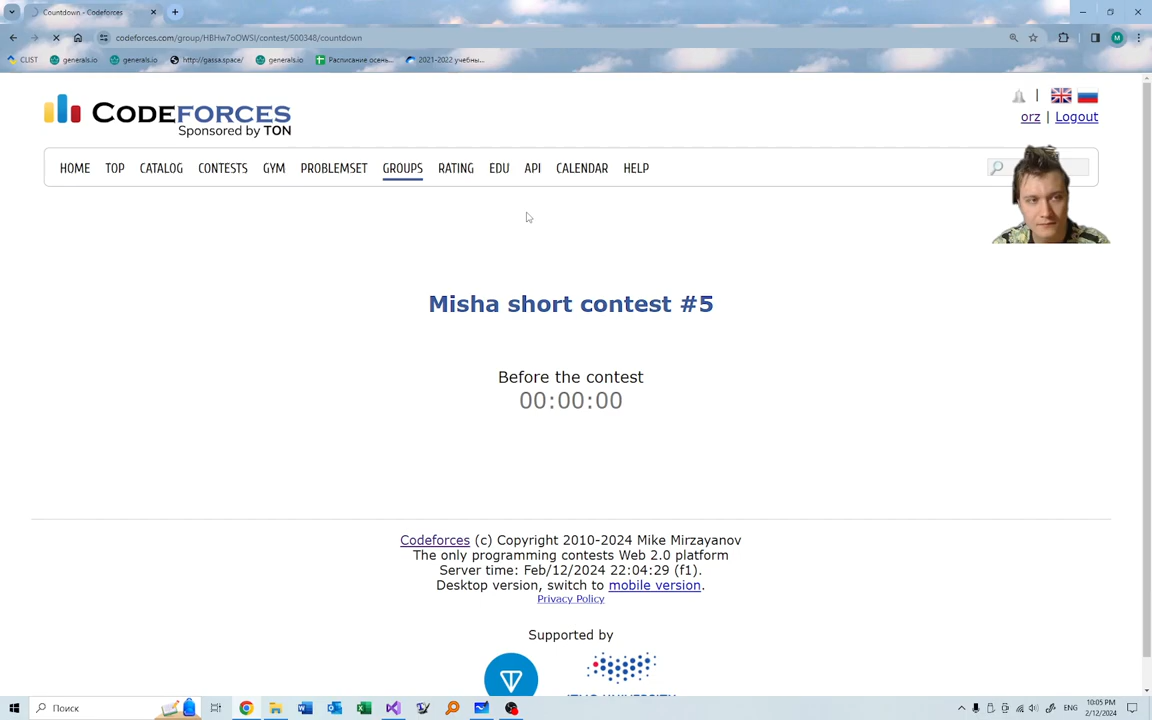 Countdown - Codeforces
codeforces.com/group/HBHw7oOWSI/contest/500348/countdown
CLIST
generals.io
generals.io
http://gassa.space/
generals.io
Расписание осень...
2021-2022 учебны...
M
CODEFORCES
Sponsored by TON
orz | Logout
HOME TOP CATALOG CONTESTS GYM PROBLEMSET GROUPS RATING EDU API CALENDAR HELP
Misha short contest #5
Before the contest
00:00:00
Codeforces (c) Copyright 2010-2024 Mike Mirzayanov
The only programming contests Web 2.0 platform
Server time: Feb/12/2024 22:04:29 (f1).
Desktop version, switch to mobile version.
Privacy Policy
Supported by
ITMO UNIVERSITY
Поиск
ENG
10:05 PM
2/12/2024